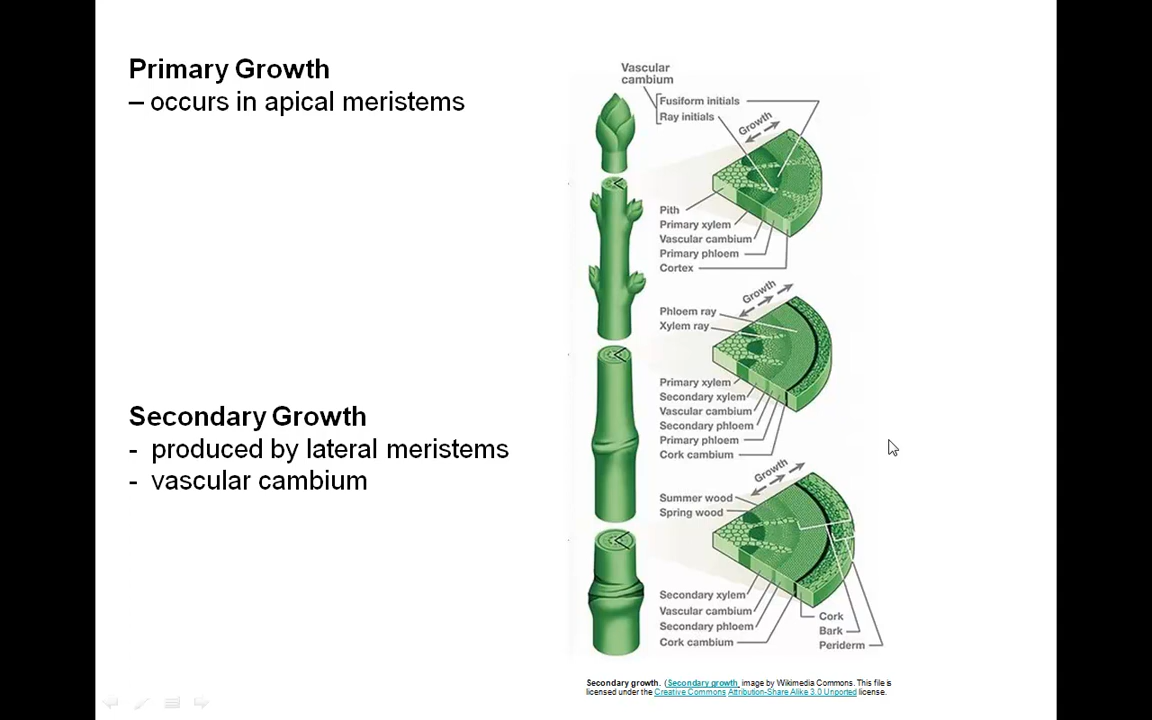 Primary Growth
– occurs in apical meristems
Secondary Growth
- produced by lateral meristems
- vascular cambium
Vascular
cambium
Fusiform initials
Ray initials
Growth
Pith
Primary xylem
Vascular cambium
Primary phloem
Cortex
Growth
Phloem ray
Xylem ray
Primary xylem
Secondary xylem
Vascular cambium
Secondary phloem
Primary phloem
Cork cambium
Growth
Summer wood
Spring wood
Secondary xylem
Vascular cambium
Secondary phloem
Cork cambium
Cork
Bark
Periderm
Secondary growth. (Secondary growth, image by Wikimedia Commons. This file is
licensed under the Creative Commons Attribution-Share Alike 3.0 Unported license.